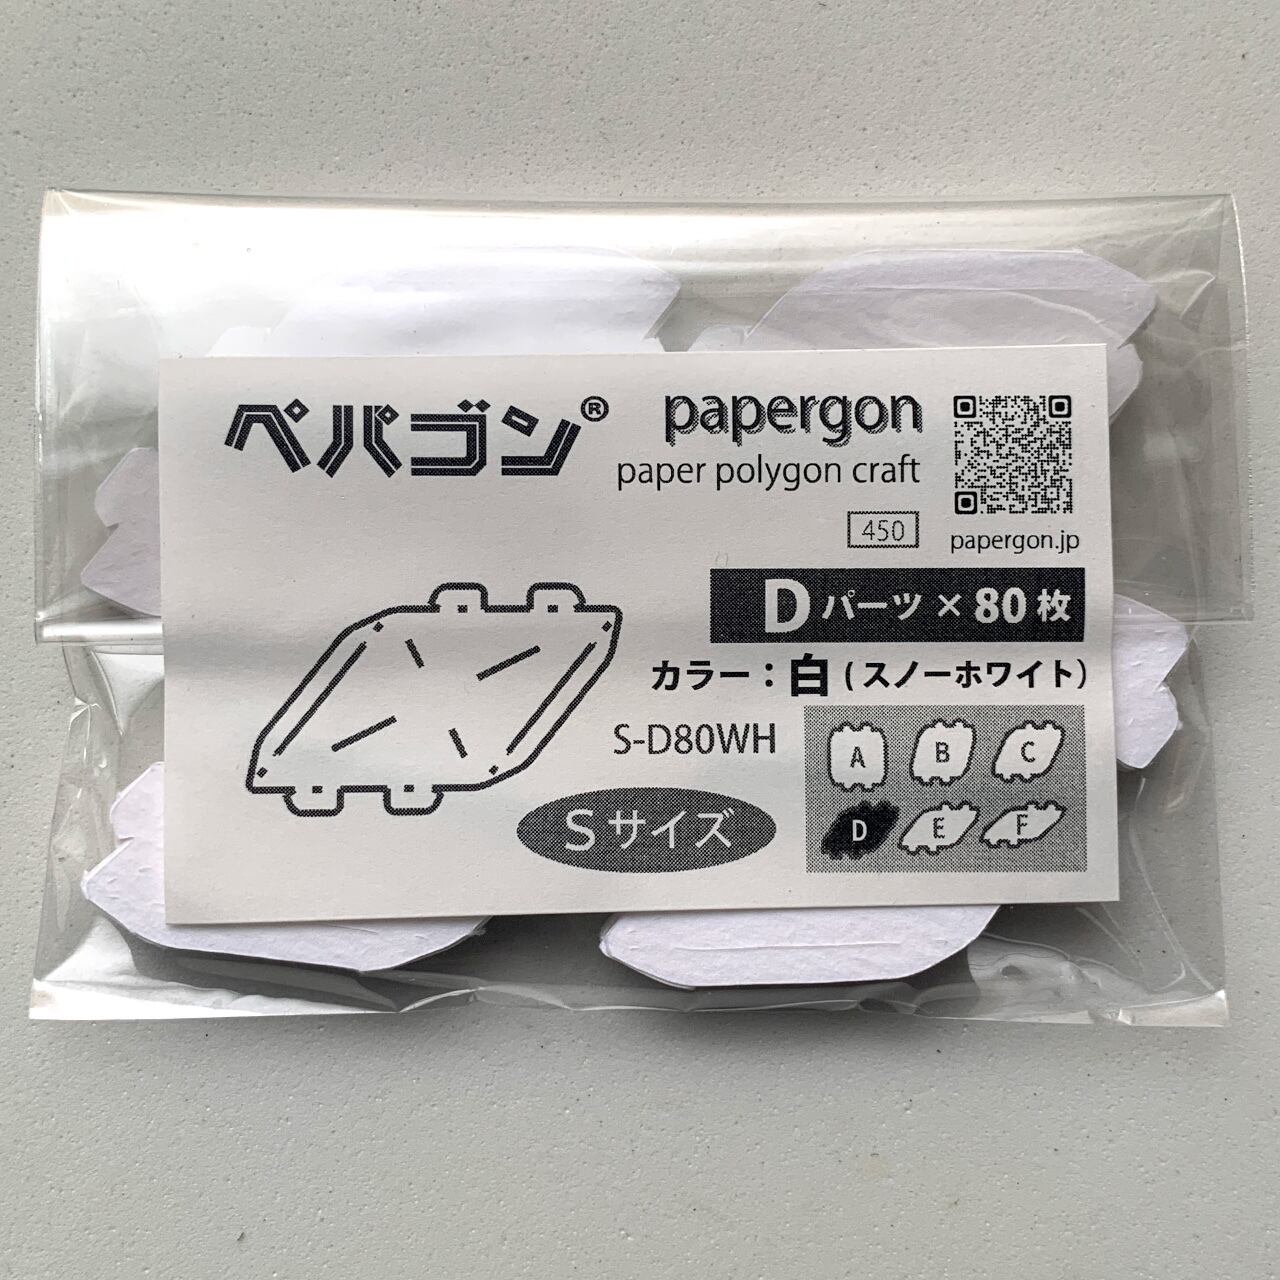 ペパゴン®
papergon
paper polygon craft
450
papergon.jp
Dパーツ×80枚
カラー：白(スノーホワイト)
S-D80WH
Sサイズ
A B C
D E F